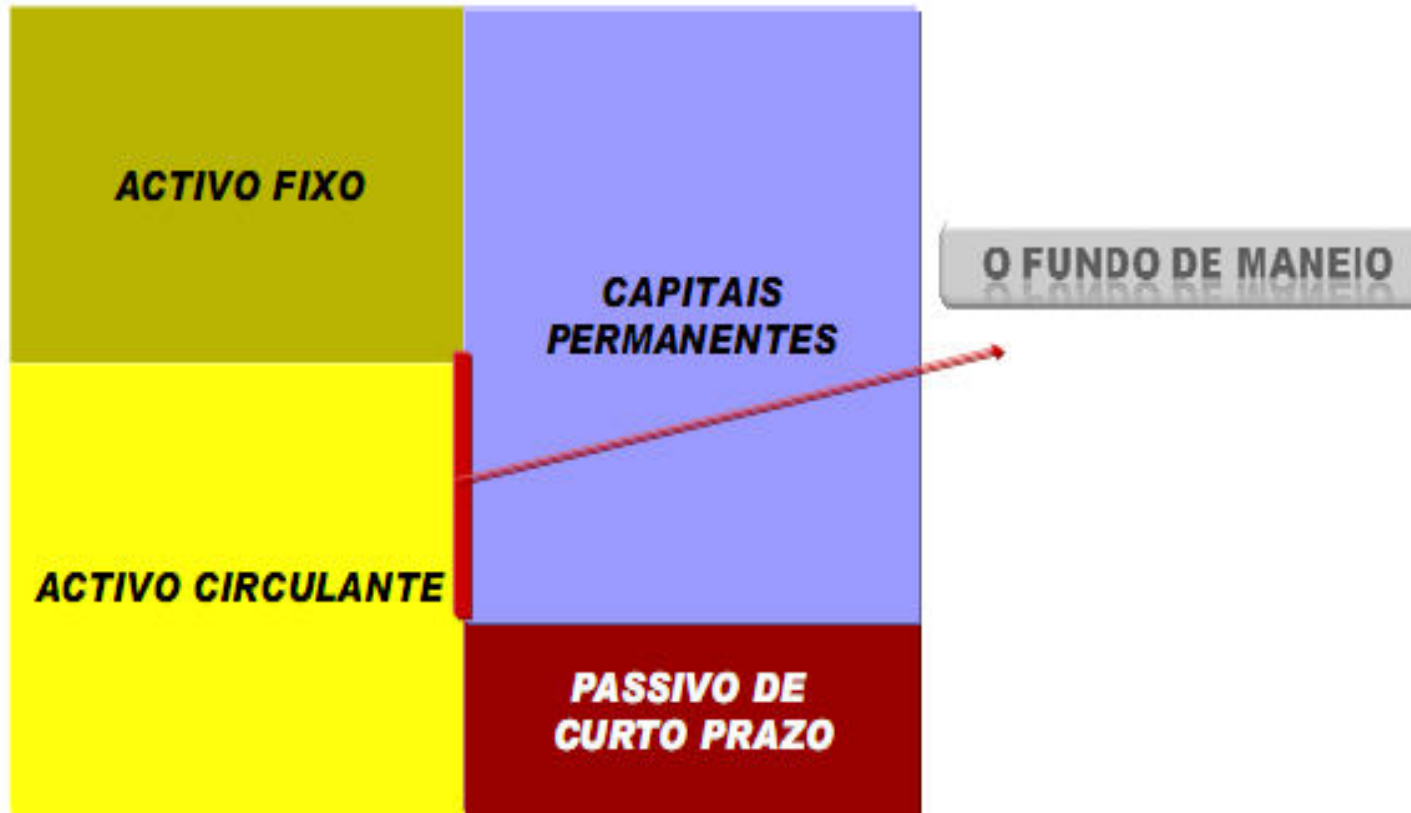 ACTIVO FIXO
CAPITAIS
PERMANENTES
O FUNDO DE MANEIO
ACTIVO CIRCULANTE
PASSIVO DE
CURTO PRAZO